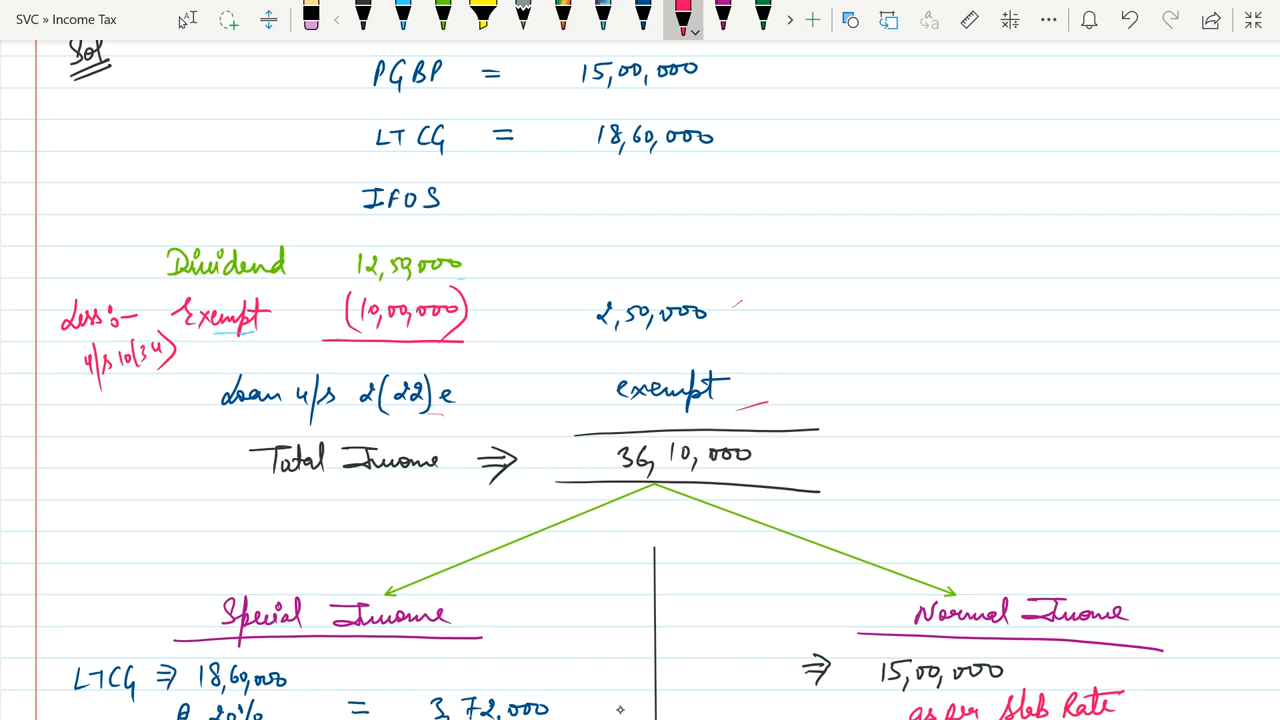 SVC » Income Tax
Sol
PGBP = 15,00,000
LTCG = 18,60,000
IFOS
Dividend 12,50,000
Less:- Exempt (10,00,000) 2,50,000
u/s 10(34)
Loan u/s 2(22)e exempt
Total Income ⇒ 36,10,000
Special Income Normal Income
LTCG ⇒ 18,60,000 ⇒ 15,00,000
@ 20% = 3,72,000 as per Slab Rate